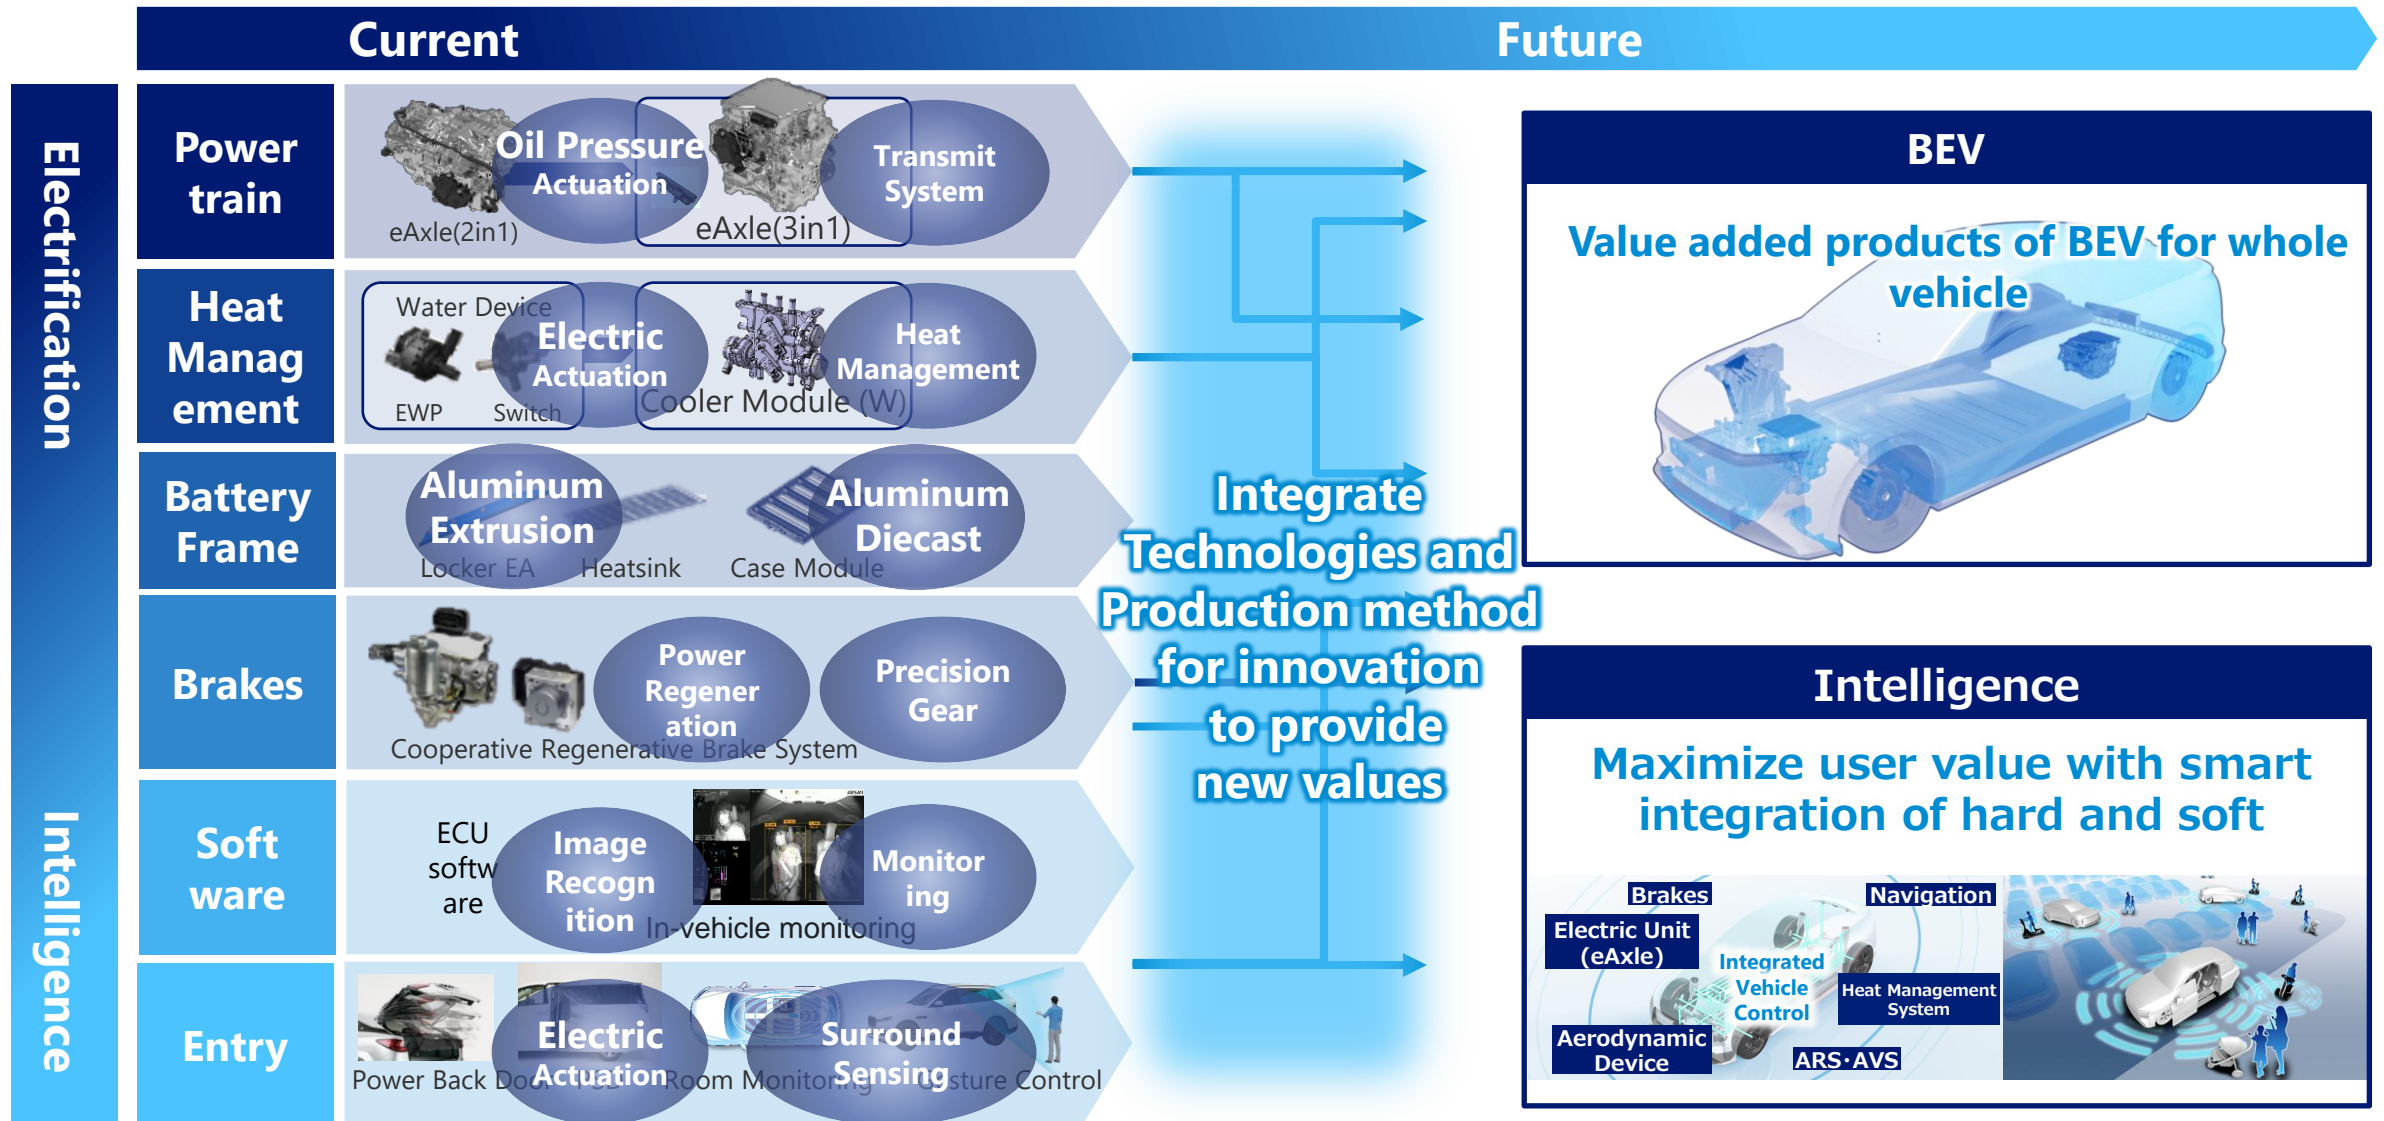 Current
Future
Electrification
Intelligence
Power
train
Oil Pressure
Actuation
Transmit
System
eAxle(2in1)
eAxle(3in1)
Heat
Manag
ement
Water Device
Electric
Actuation
Heat
Management
EWP
Switch
Cooler Module (W)
Battery
Frame
Aluminum
Extrusion
Aluminum
Diecast
Locker EA
Heatsink
Case Module
Brakes
Power
Regener
ation
Precision
Gear
Cooperative Regenerative Brake System
Soft
ware
ECU
softw
are
Image
Recogn
ition
Monitor
ing
In-vehicle monitoring
Entry
Electric
Actuation
Surround
Sensing
Power Back Door
Room Monitoring
Gesture Control
Integrate
Technologies and
Production method
for innovation
to provide
new values
BEV
Value added products of BEV for whole
vehicle
Intelligence
Maximize user value with smart
integration of hard and soft
Brakes
Navigation
Electric Unit
(eAxle)
Integrated
Vehicle
Control
Heat Management
System
Aerodynamic
Device
ARS・AVS